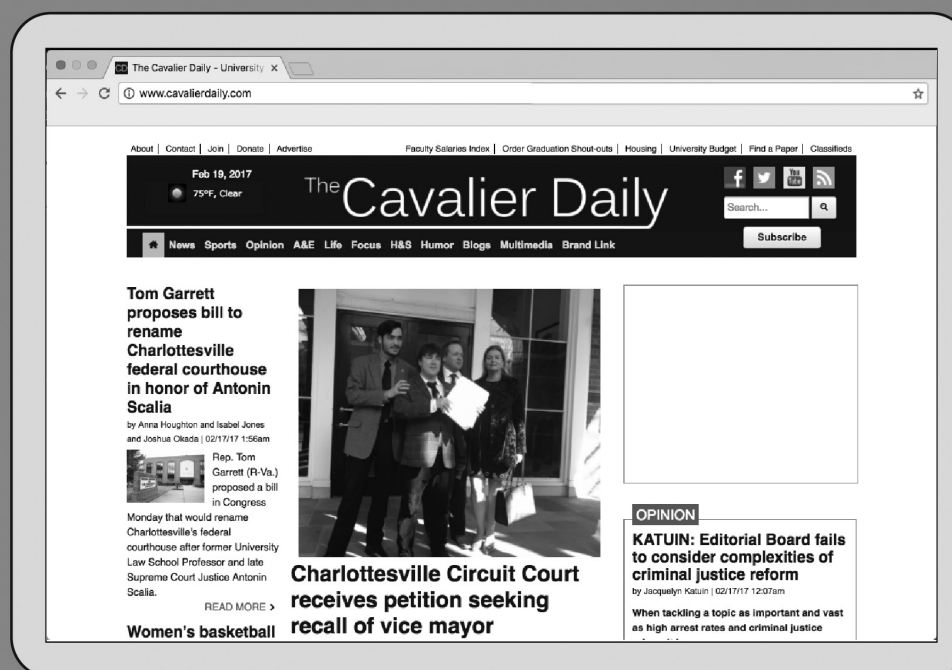 The Cavalier Daily – University
www.cavalierdaily.com
About | Contact | Join | Donate | Advertise
Faculty Salaries Index | Order Graduation Shout-outs | Housing | University Budget | Find a Paper | Classifieds
Feb 19, 2017
75°F, Clear
The Cavalier Daily
f
You Tube
Search...
Subscribe
News Sports Opinion A&E Life Focus H&S Humor Blogs Multimedia Brand Link
Tom Garrett
proposes bill to
rename
Charlottesville
federal courthouse
in honor of Antonin
Scalia
by Anna Houghton and Isabel Jones
and Joshua Okada | 02/17/17 1:56am
Rep. Tom
Garrett (R-Va.)
proposed a bill
in Congress
Monday that would rename
Charlottesville's federal
courthouse after former University
Law School Professor and late
Supreme Court Justice Antonin
Scalia.
READ MORE >
Women's basketball
Charlottesville Circuit Court
receives petition seeking
recall of vice mayor
OPINION
KATUIN: Editorial Board fails
to consider complexities of
criminal justice reform
by Jacquelyn Katuin | 02/17/17 12:07am
When tackling a topic as important and vast
as high arrest rates and criminal justice